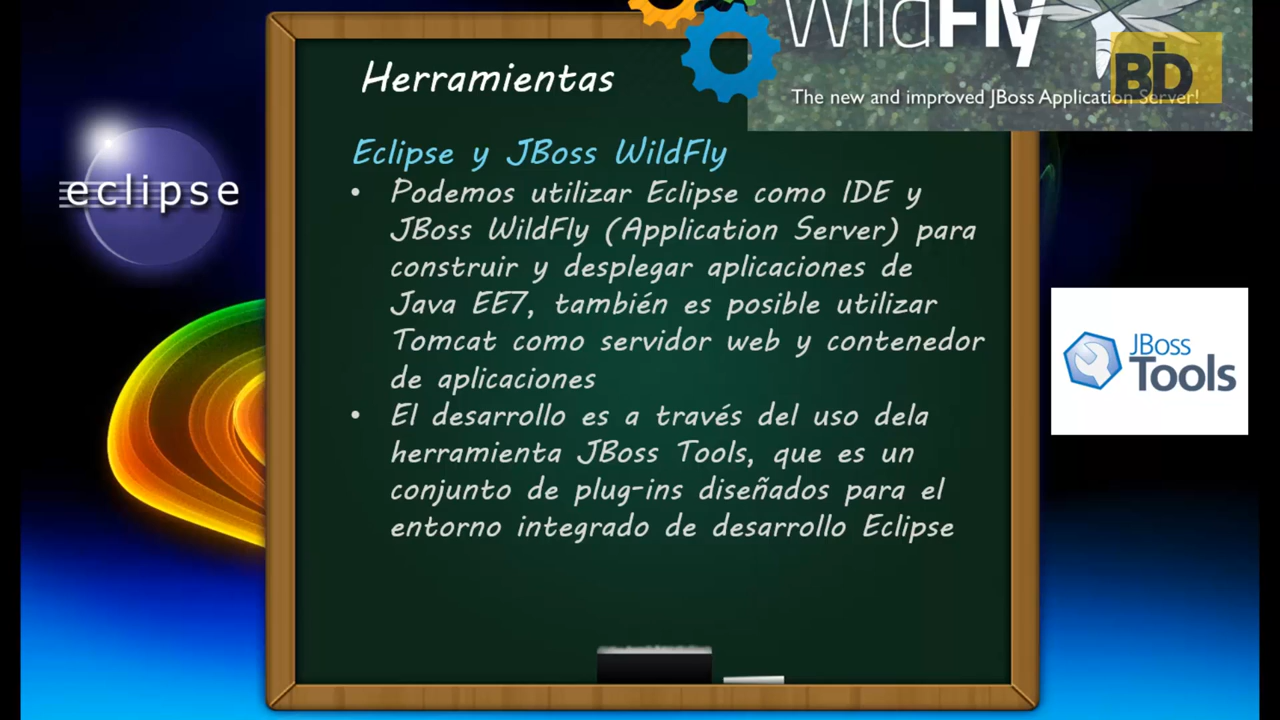 WildFly
The new and improved JBoss Application Server!
BID
Herramientas
Eclipse y JBoss WildFly
eclipse
• Podemos utilizar Eclipse como IDE y
JBoss WildFly (Application Server) para
construir y desplegar aplicaciones de
Java EE7, también es posible utilizar
Tomcat como servidor web y contenedor
de aplicaciones
• El desarrollo es a través del uso dela
herramienta JBoss Tools, que es un
conjunto de plug-ins diseñados para el
entorno integrado de desarrollo Eclipse
JBoss
Tools